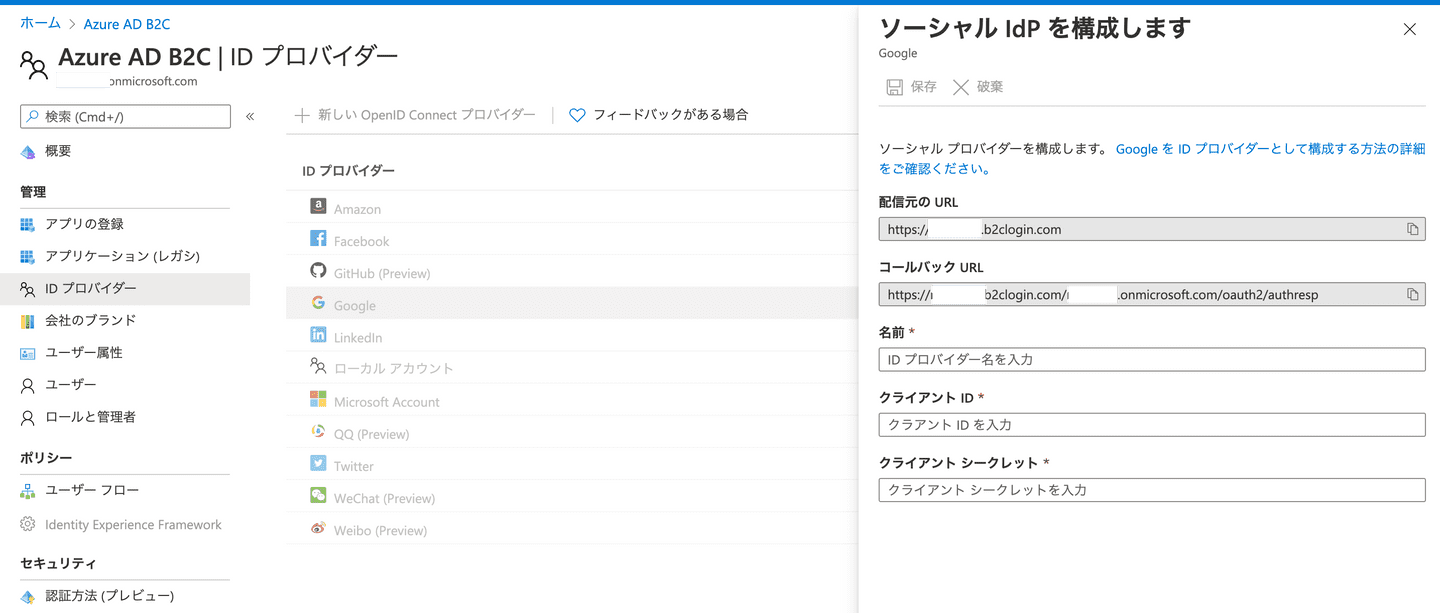 ホーム > Azure AD B2C
Azure AD B2C | ID プロバイダー
onmicrosoft.com
検索 (Cmd+/)
«
概要
管理
アプリの登録
アプリケーション (レガシ)
ID プロバイダー
会社のブランド
ユーザー属性
ユーザー
ロールと管理者
ポリシー
ユーザー フロー
Identity Experience Framework
セキュリティ
認証方法 (プレビュー)
新しい OpenID Connect プロバイダー
フィードバックがある場合
ID プロバイダー
Amazon
Facebook
GitHub (Preview)
Google
LinkedIn
ローカル アカウント
Microsoft Account
QQ (Preview)
Twitter
WeChat (Preview)
Weibo (Preview)
ソーシャル IdP を構成します
Google
保存
破棄
ソーシャル プロバイダーを構成します。 Google を ID プロバイダーとして構成する方法の詳細
をご確認ください。
配信元の URL
https:// .b2clogin.com
コールバック URL
https:// b2clogin.com/ .onmicrosoft.com/oauth2/authresp
名前 *
ID プロバイダー名を入力
クライアント ID *
クラアント ID を入力
クライアント シークレット *
クライアント シークレットを入力